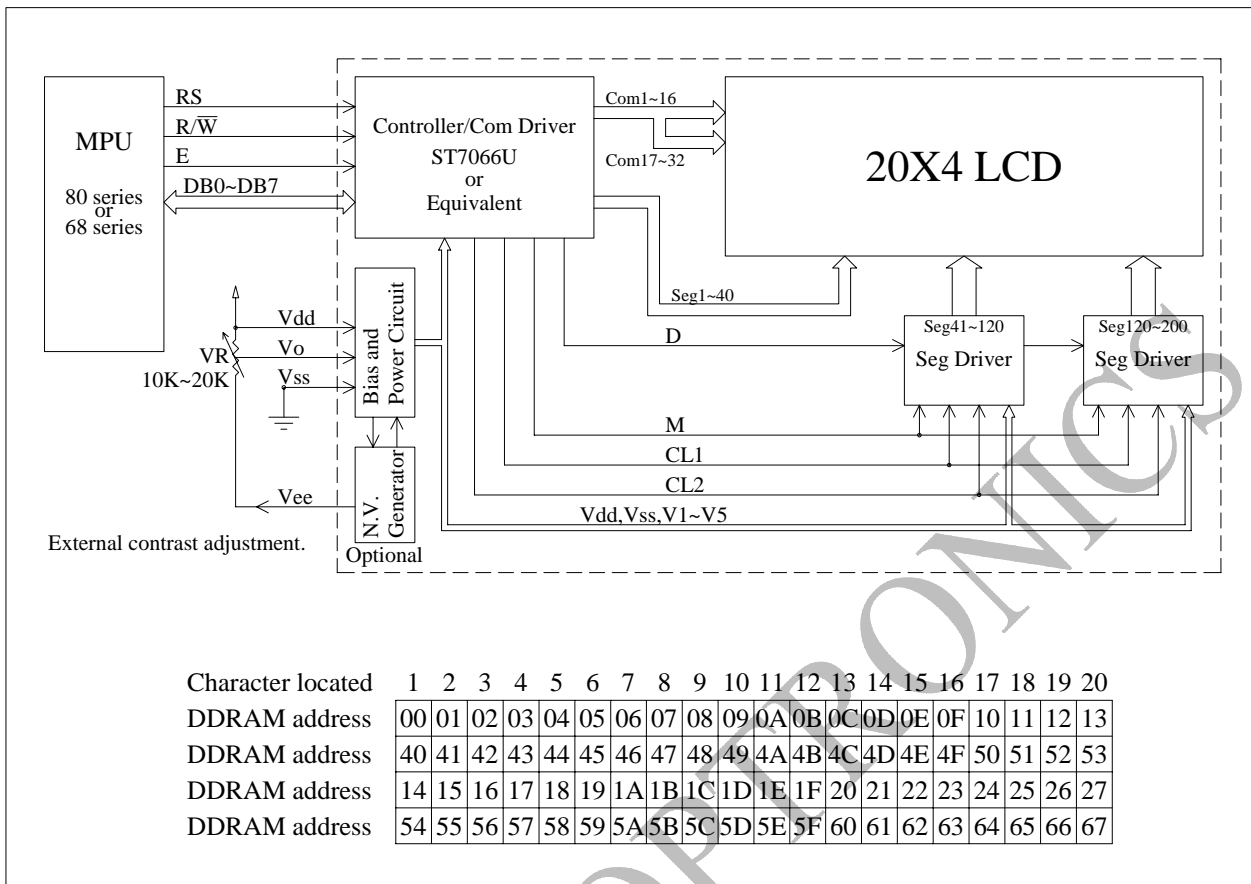 MPU
80 series
or
68 series
RS
R/W̅
E
DB0~DB7
Controller/Com Driver
ST7066U
or
Equivalent
Com1~16
Com17~32
20X4 LCD
Seg1~40
D
Seg41~120
Seg Driver
Seg120~200
Seg Driver
Vdd
Vo
Vss
VR
10K~20K
Bias and
Power Circuit
M
CL1
CL2
Vdd,Vss,V1~V5
Vee
N.V.
Generator
Optional
External contrast adjustment.
Character located 1 2 3 4 5 6 7 8 9 10 11 12 13 14 15 16 17 18 19 20
DDRAM address 00 01 02 03 04 05 06 07 08 09 0A 0B 0C 0D 0E 0F 10 11 12 13
DDRAM address 40 41 42 43 44 45 46 47 48 49 4A 4B 4C 4D 4E 4F 50 51 52 53
DDRAM address 14 15 16 17 18 19 1A 1B 1C 1D 1E 1F 20 21 22 23 24 25 26 27
DDRAM address 54 55 56 57 58 59 5A 5B 5C 5D 5E 5F 60 61 62 63 64 65 66 67
OPTRONICS